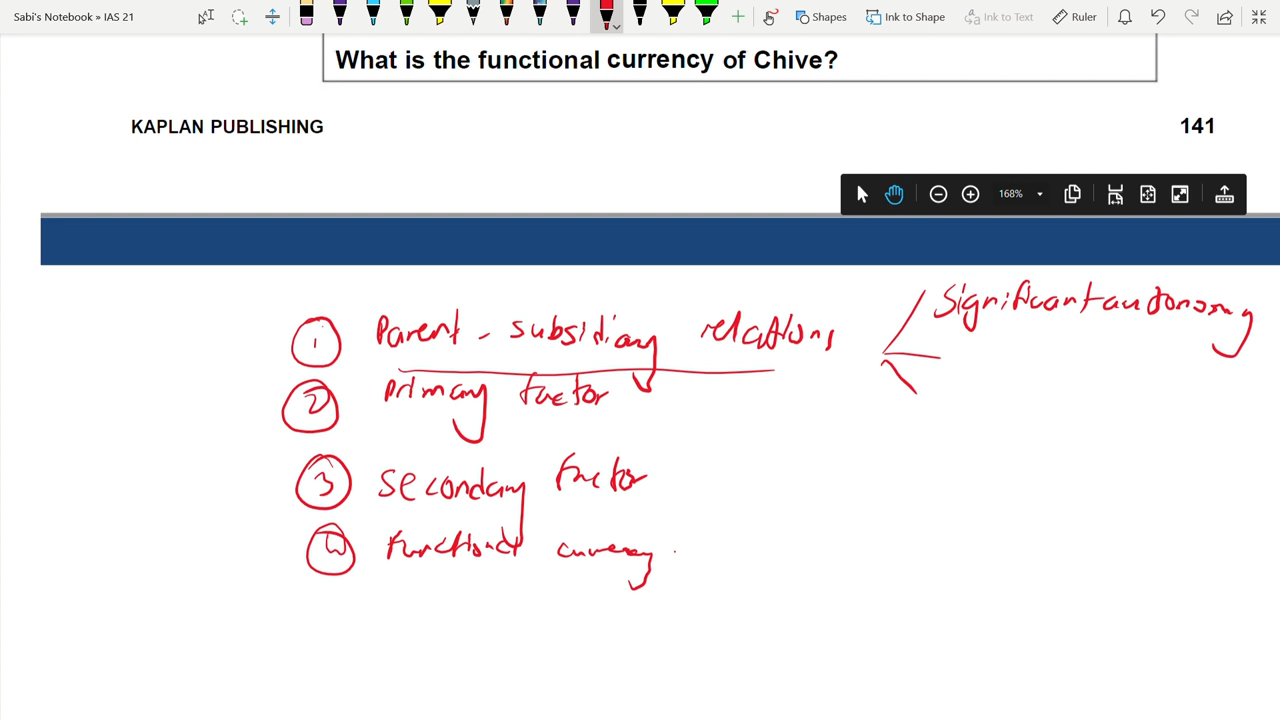 Sabi's Notebook » IAS 21
Shapes
Ink to Shape
Ink to Text
Ruler
What is the functional currency of Chive?
KAPLAN PUBLISHING
141
168%
Significant autonomy
1 Parent - subsidiary relations
2 Primary factor
3 Secondary factor
4 Functional currency